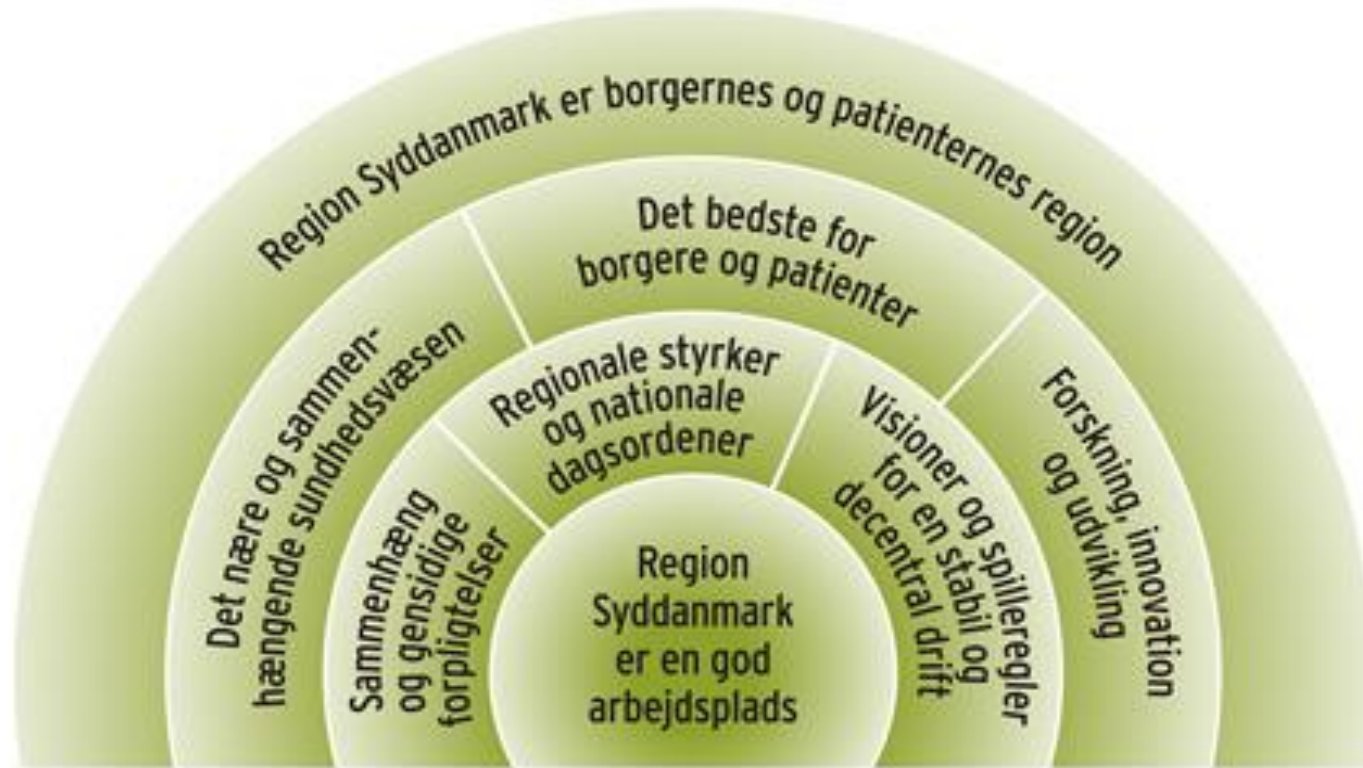 Region Syddanmark er borgernes og patienternes region
Det nære og sammen-
hængende sundhedsvæsen
Det bedste for
borgere og patienter
Forskning, innovation
og udvikling
Sammenhæng
og gensidige
forpligtelser
Regionale styrker
og nationale
dagsordener
Visioner og spilleregler
for en stabil og
decentral drift
Region
Syddanmark
er en god
arbejdsplads